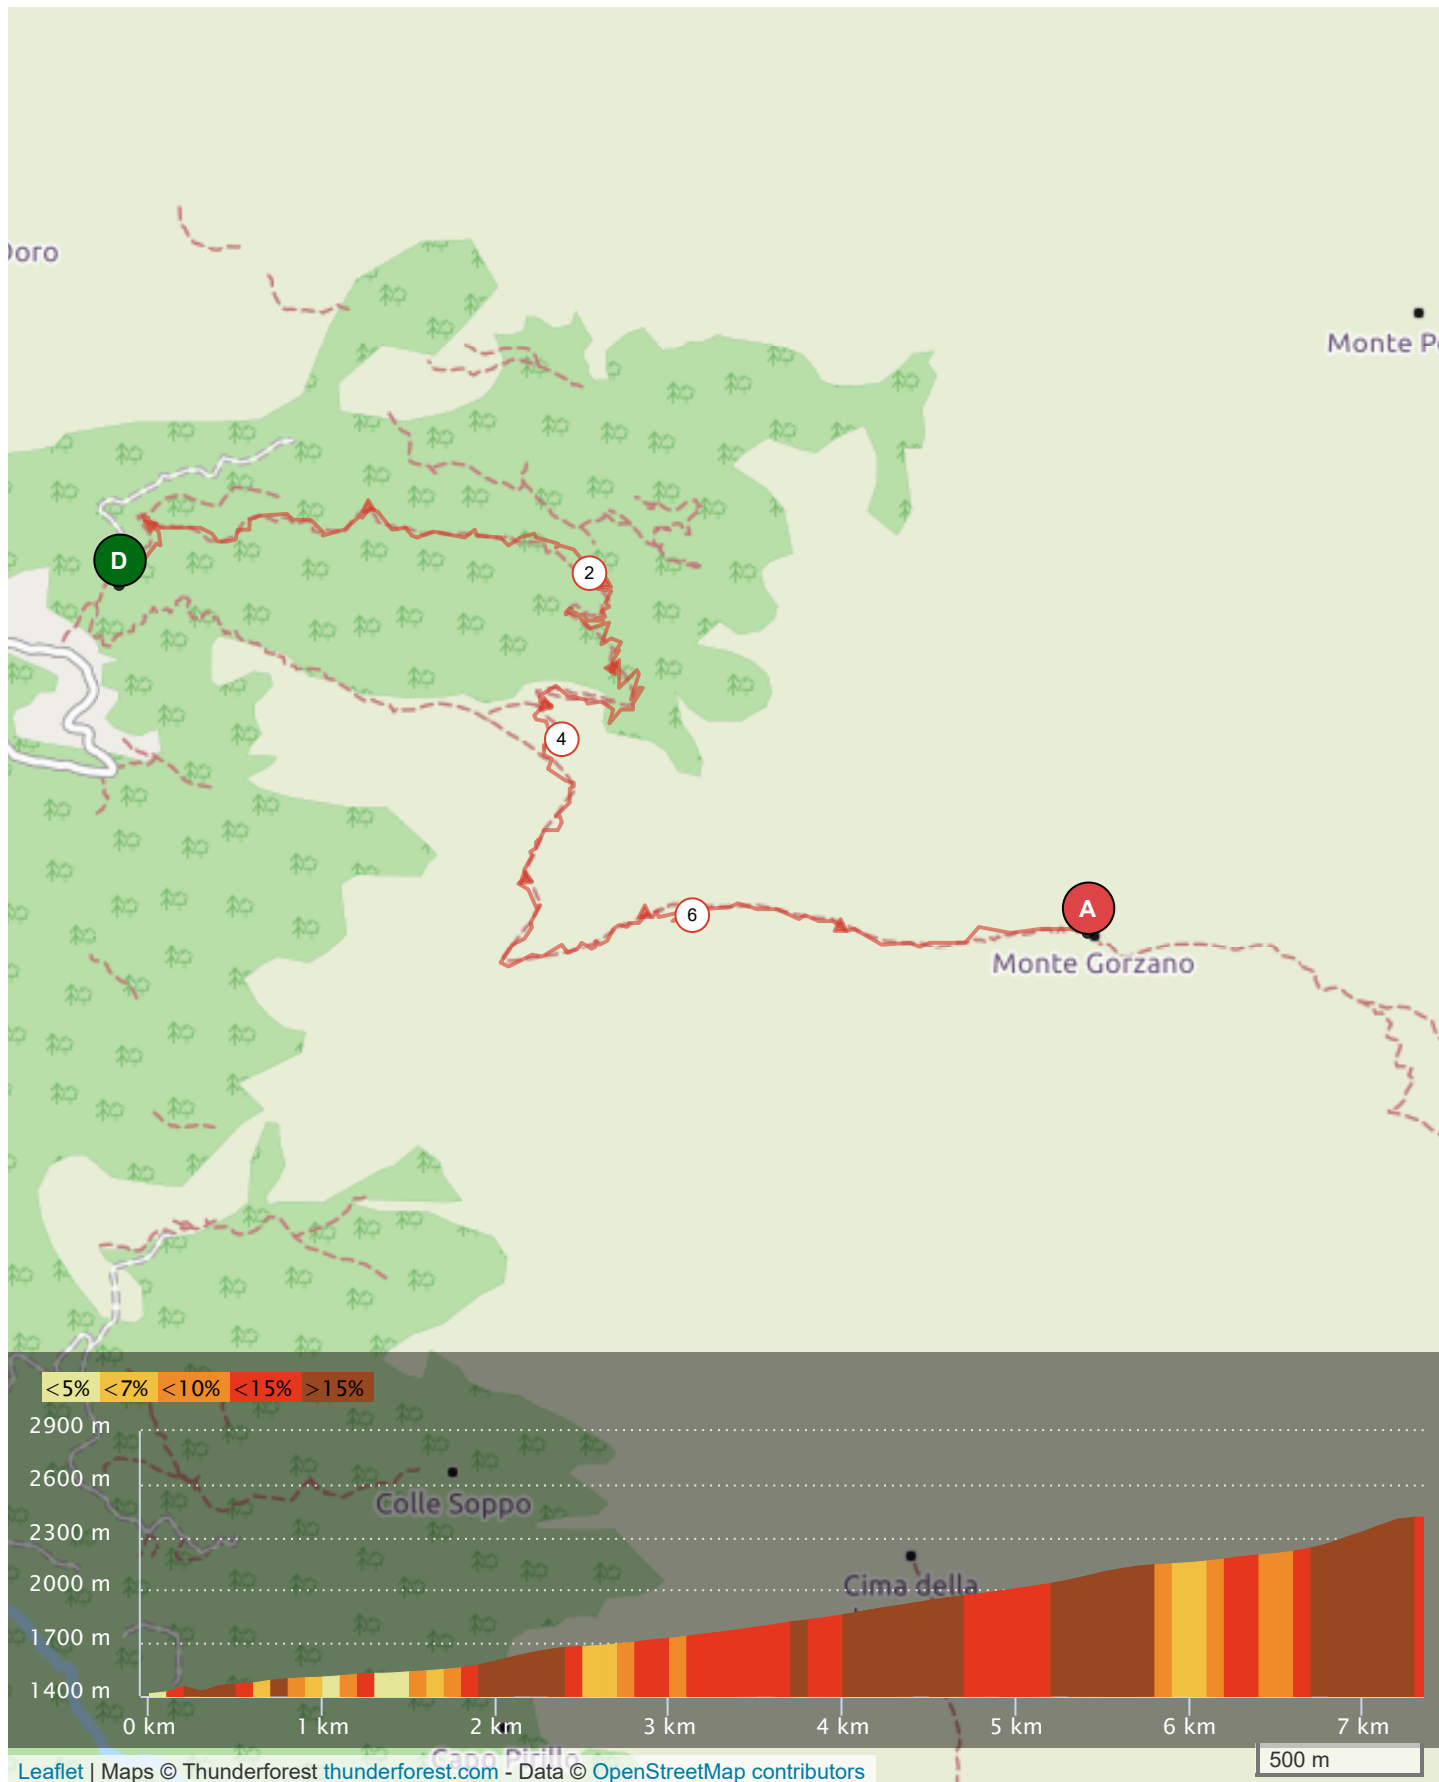 Doro
Monte P
D
2
4
6
A
Monte Gorzano
<5% <7% <10% <15% >15%
2900 m
2600 m
Colle Soppo
2300 m
2000 m
Cima della
1700 m
1400 m
0 km 1 km 2 km 3 km 4 km 5 km 6 km 7 km
Capo Pirillo
500 m
Leaflet | Maps © Thunderforest thunderforest.com - Data © OpenStreetMap contributors